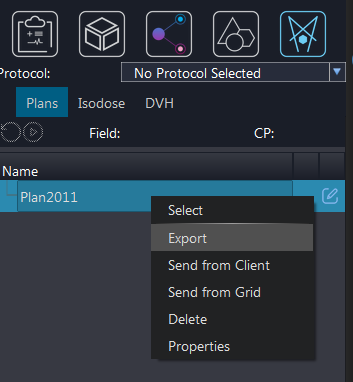 Protocol: No Protocol Selected
Plans Isodose DVH
Field: CP:
Name
Plan2011
Select
Export
Send from Client
Send from Grid
Delete
Properties